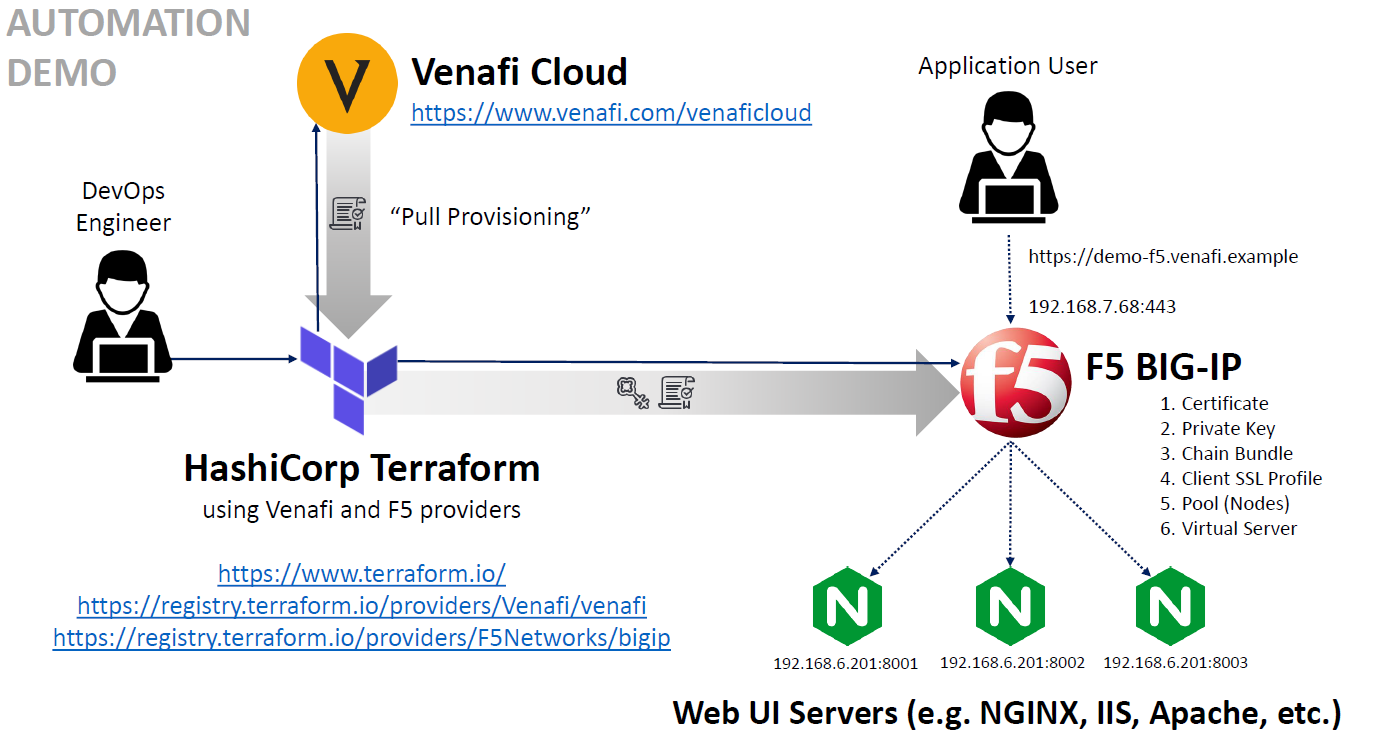 AUTOMATION
DEMO
V
Venafi Cloud
https://www.venafi.com/venaficloud
Application User
DevOps
Engineer
“Pull Provisioning”
https://demo-f5.venafi.example
192.168.7.68:443
f5
F5 BIG-IP
1. Certificate
2. Private Key
3. Chain Bundle
4. Client SSL Profile
5. Pool (Nodes)
6. Virtual Server
HashiCorp Terraform
using Venafi and F5 providers
https://www.terraform.io/
https://registry.terraform.io/providers/Venafi/venafi
https://registry.terraform.io/providers/F5Networks/bigip
N N N
192.168.6.201:8001 192.168.6.201:8002 192.168.6.201:8003
Web UI Servers (e.g. NGINX, IIS, Apache, etc.)